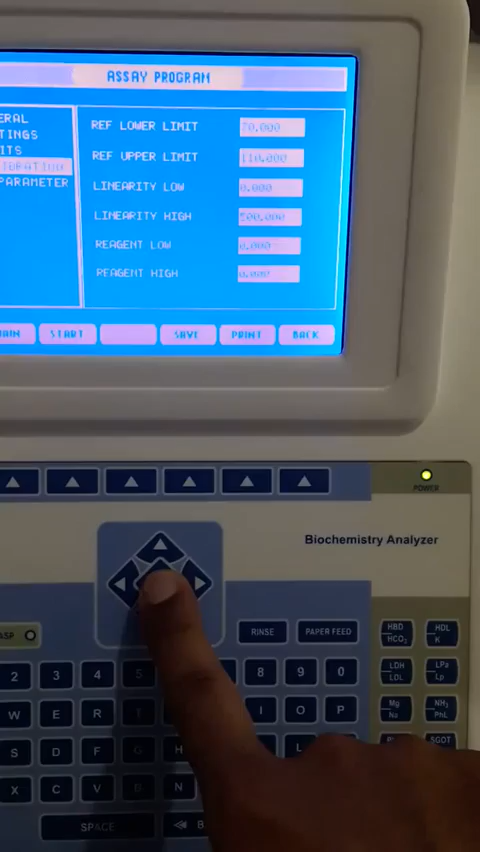 ASSAY PROGRAM
ERAL
TINGS
ITS
IBRATION
PARAMETER
REF LOWER LIMIT 70.000
REF UPPER LIMIT 110.000
LINEARITY LOW 0.000
LINEARITY HIGH 500.000
REAGENT LOW 0.000
REAGENT HIGH 0.000
AIN START SAVE PRINT BACK
POWER
Biochemistry Analyzer
ASP RINSE PAPER FEED HBD HCO₃ HDL K
2 3 4 5 8 9 0 LDH LDL LPa Lp
W E R I O P Mg Na NH₃ PhL
S D F G H L SGOT
X C V B N
SPACE B